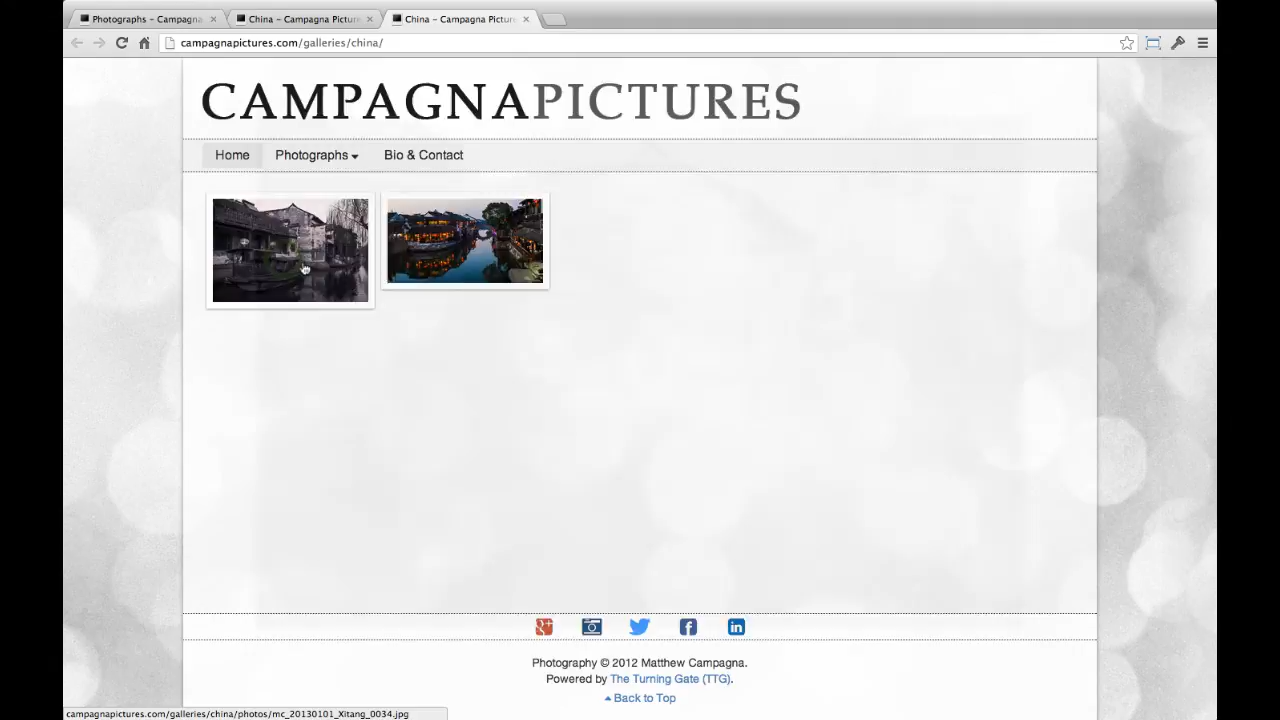 Photographs – Campagna
China – Campagna Picture
China – Campagna Picture
campagnapictures.com/galleries/china/
CAMPAGNAPICTURES
Home Photographs Bio & Contact
Photography © 2012 Matthew Campagna.
Powered by The Turning Gate (TTG).
Back to Top
campagnapictures.com/galleries/china/photos/mc_20130101_Xitang_0034.jpg